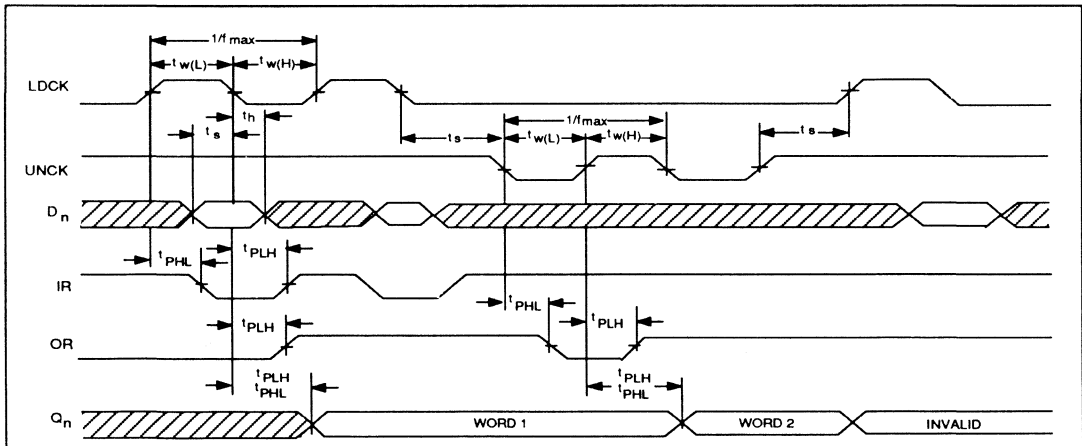 1/f max
t w(L) t w(H)
LDCK
t h
t s
1/fmax
t s t w(L) t w(H) t s
UNCK
D n
t PHL t PLH
IR
t PLH t PHL t PLH
OR
t PLH t PLH
t PHL t PHL
Q n WORD 1 WORD 2 INVALID